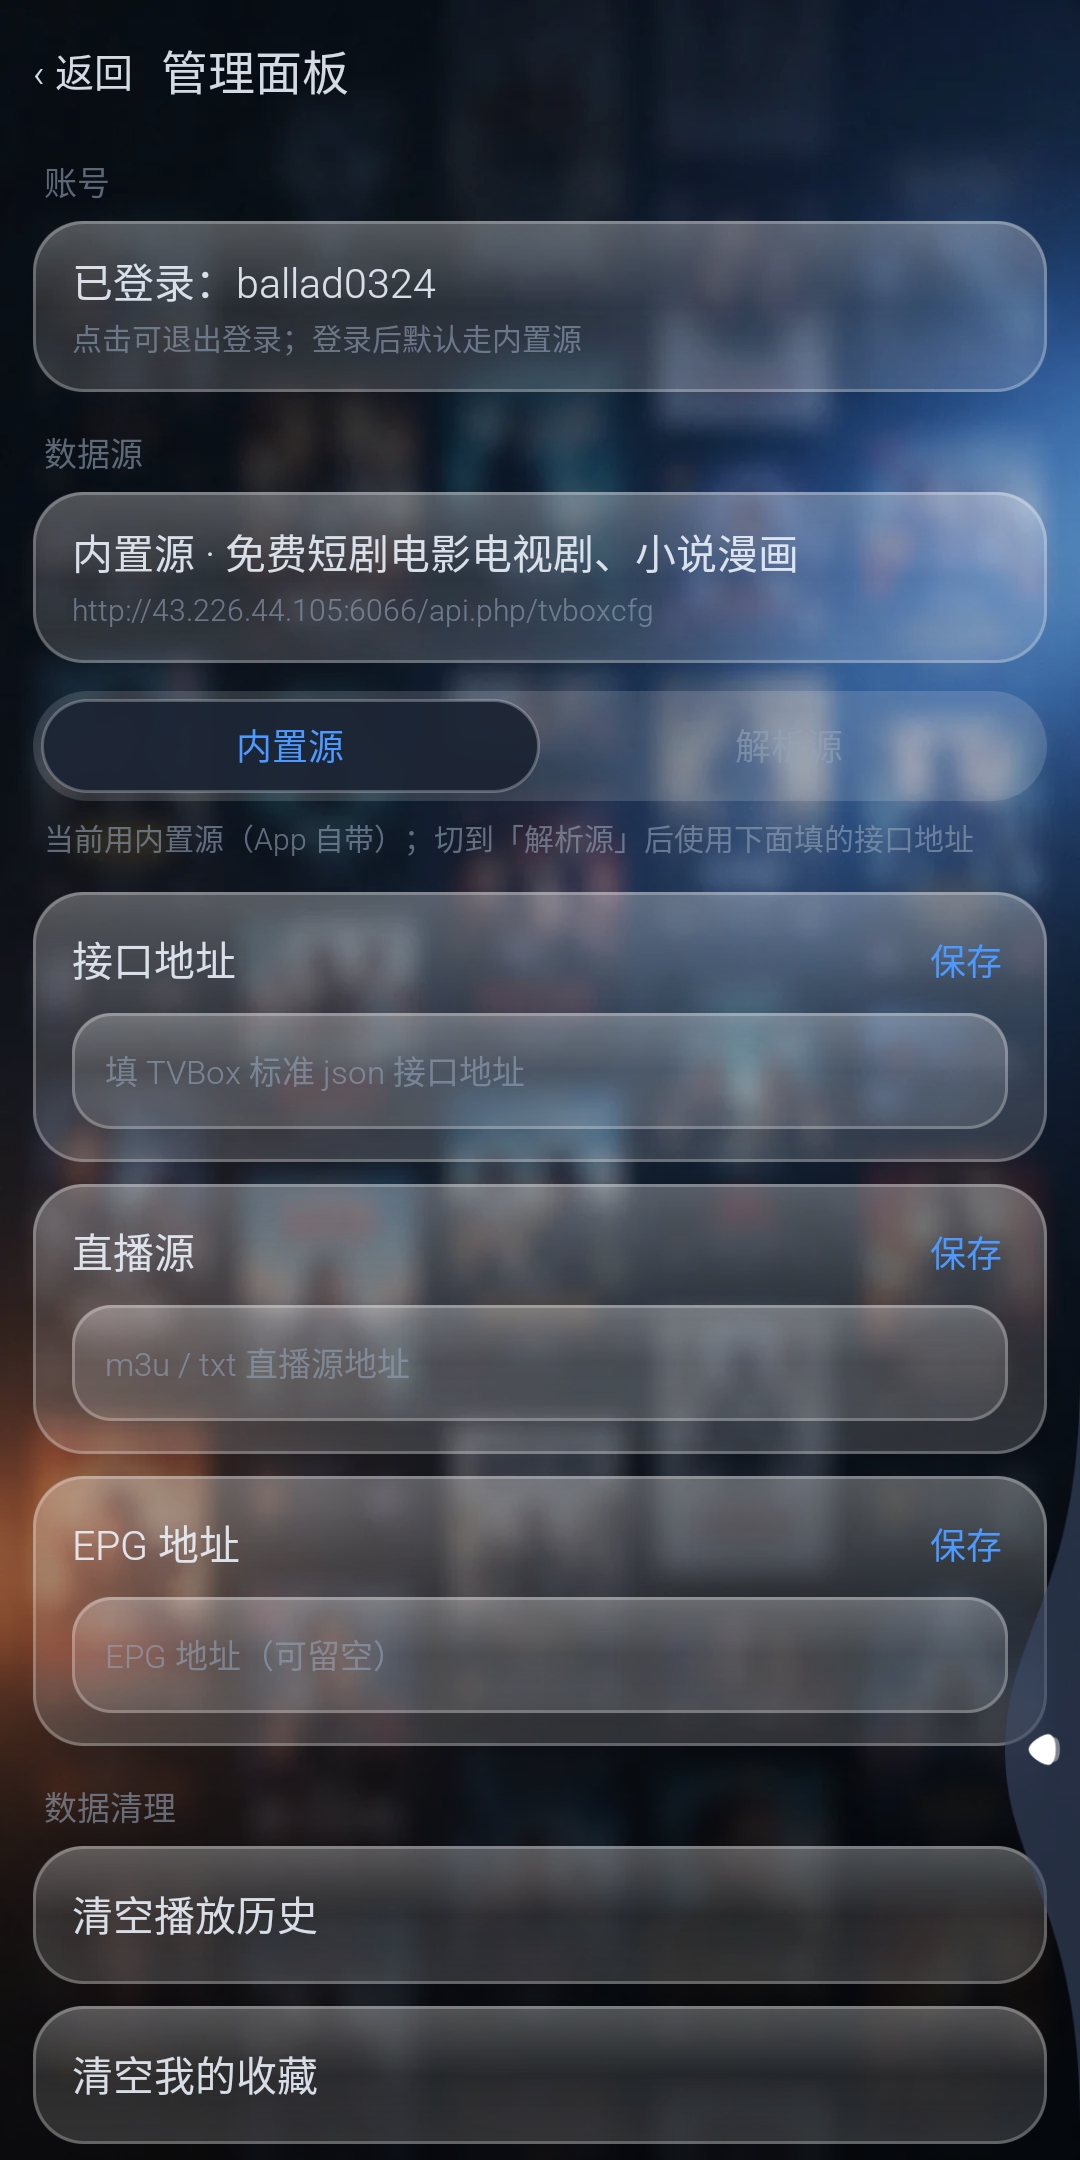 ‹ 返回 管理面板
账号
已登录：ballad0324
点击可退出登录；登录后默认走内置源
数据源
内置源 · 免费短剧电影电视剧、小说漫画
http://43.226.44.105:6066/api.php/tvboxcfg
内置源 解析源
当前用内置源（App 自带）；切到「解析源」后使用下面填的接口地址
接口地址 保存
填 TVBox 标准 json 接口地址
直播源 保存
m3u / txt 直播源地址
EPG 地址 保存
EPG 地址（可留空）
数据清理
清空播放历史
清空我的收藏